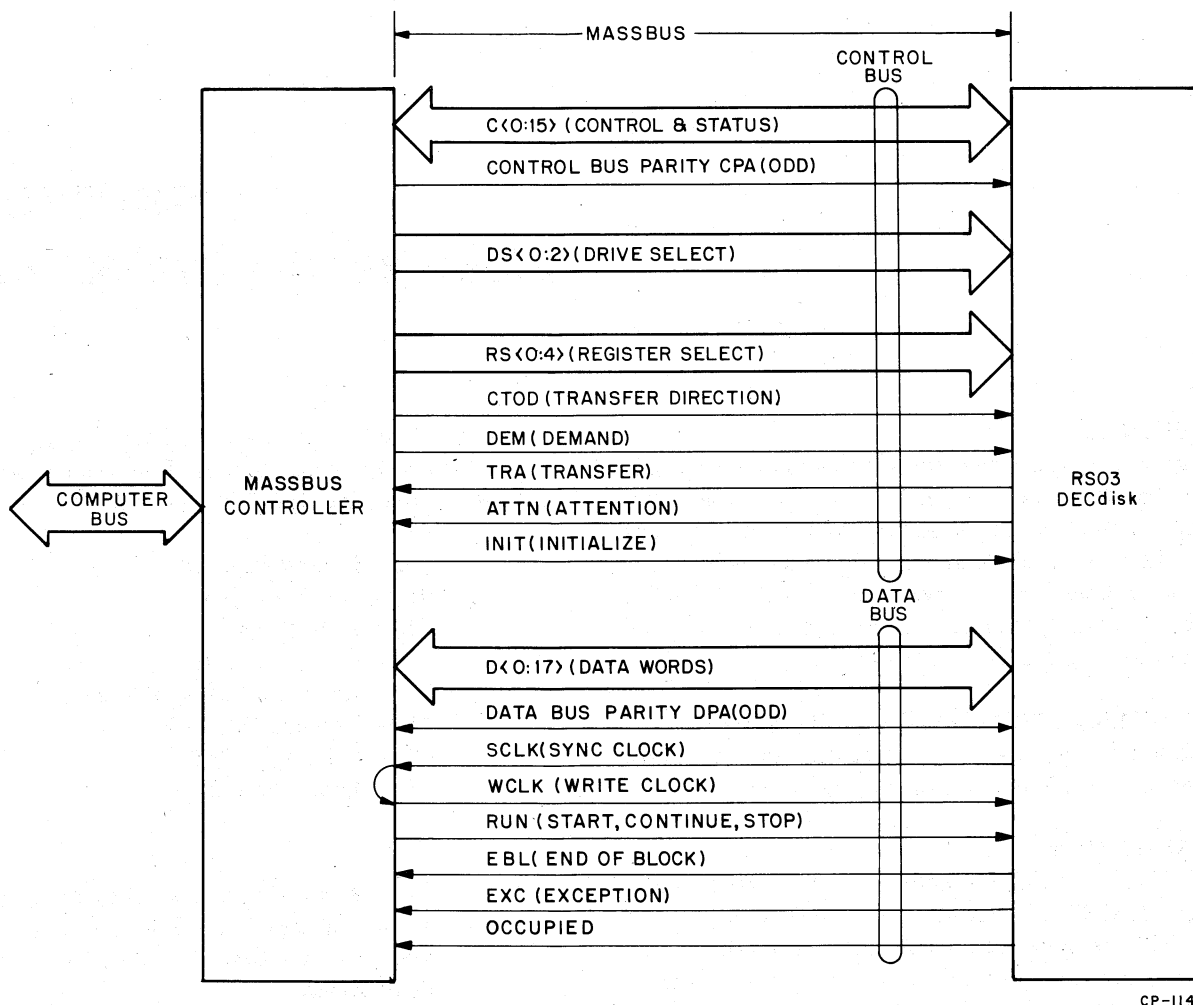 MASSBUS
CONTROL
BUS
C<0:15> (CONTROL & STATUS)
CONTROL BUS PARITY CPA (ODD)
DS<0:2> (DRIVE SELECT)
RS<0:4> (REGISTER SELECT)
CTOD (TRANSFER DIRECTION)
DEM (DEMAND)
TRA (TRANSFER)
ATTN (ATTENTION)
INIT (INITIALIZE)
COMPUTER
BUS
MASSBUS
CONTROLLER
RS03
DECdisk
DATA
BUS
D<0:17> (DATA WORDS)
DATA BUS PARITY DPA(ODD)
SCLK(SYNC CLOCK)
WCLK (WRITE CLOCK)
RUN (START, CONTINUE, STOP)
EBL( END OF BLOCK)
EXC (EXCEPTION)
OCCUPIED
CP-114